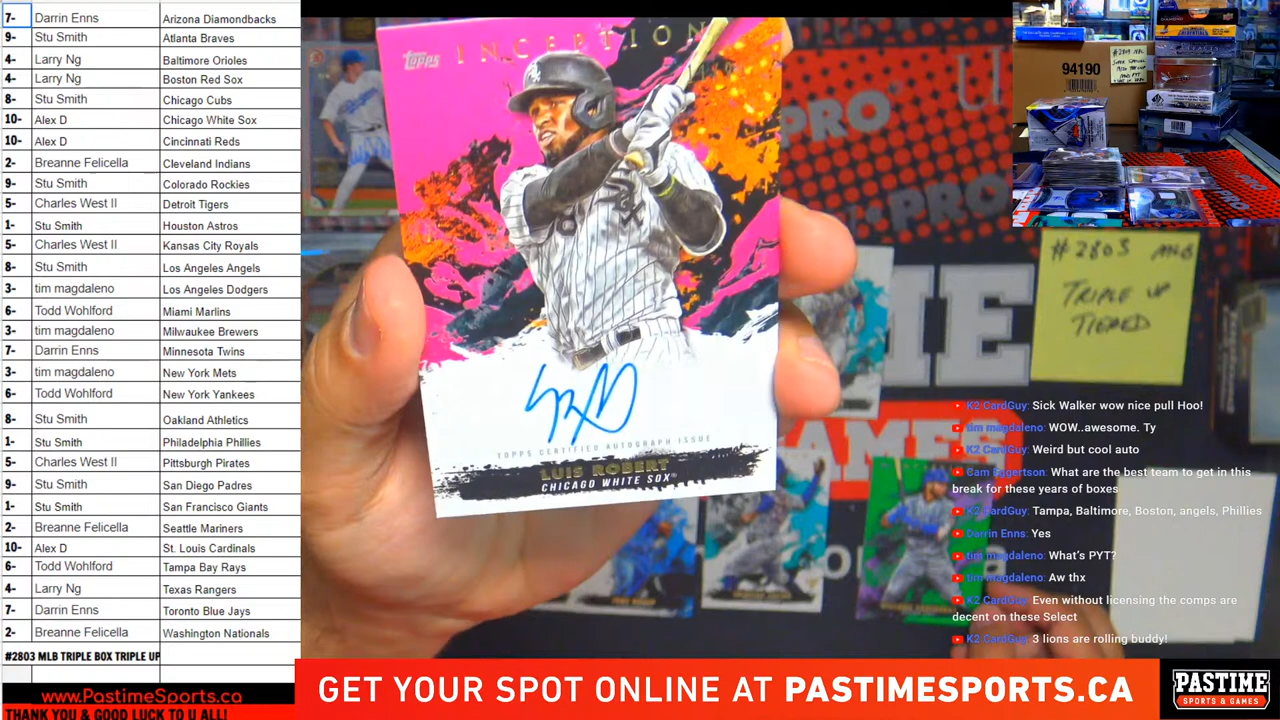 7- Darrin Enns Arizona Diamondbacks
9- Stu Smith Atlanta Braves
4- Larry Ng Baltimore Orioles
4- Larry Ng Boston Red Sox
8- Stu Smith Chicago Cubs
10- Alex D Chicago White Sox
10- Alex D Cincinnati Reds
2- Breanne Felicella Cleveland Indians
9- Stu Smith Colorado Rockies
5- Charles West II Detroit Tigers
1- Stu Smith Houston Astros
5- Charles West II Kansas City Royals
8- Stu Smith Los Angeles Angels
3- tim magdaleno Los Angeles Dodgers
6- Todd Wohlford Miami Marlins
3- tim magdaleno Milwaukee Brewers
7- Darrin Enns Minnesota Twins
3- tim magdaleno New York Mets
6- Todd Wohlford New York Yankees
8- Stu Smith Oakland Athletics
1- Stu Smith Philadelphia Phillies
5- Charles West II Pittsburgh Pirates
9- Stu Smith San Diego Padres
1- Stu Smith San Francisco Giants
2- Breanne Felicella Seattle Mariners
10- Alex D St. Louis Cardinals
6- Todd Wohlford Tampa Bay Rays
4- Larry Ng Texas Rangers
7- Darrin Enns Toronto Blue Jays
2- Breanne Felicella Washington Nationals
#2803 MLB TRIPLE BOX TRIPLE UP
www.PastimeSports.ca
THANK YOU & GOOD LUCK TO U ALL!
Topps INCEPTION
TOPPS CERTIFIED AUTOGRAPH ISSUE
LUIS ROBERT
CHICAGO WHITE SOX
PRO
PRO
GAMES
94190
#2803 MLB
TRIPLE UP
TIERED
K2 CardGuy: Sick Walker wow nice pull Hoo!
tim magdaleno: WOW..awesome. Ty
K2 CardGuy: Weird but cool auto
Cam Eggertson: What are the best team to get in this
break for these years of boxes
K2 CardGuy: Tampa, Baltimore, Boston, angels, Phillies
Darrin Enns: Yes
tim magdaleno: What's PYT?
tim magdaleno: Aw thx
K2 CardGuy: Even without licensing the comps are
decent on these Select
K2 CardGuy: 3 lions are rolling buddy!
GET YOUR SPOT ONLINE AT PASTIMESPORTS.CA
PASTIME
SPORTS & GAMES